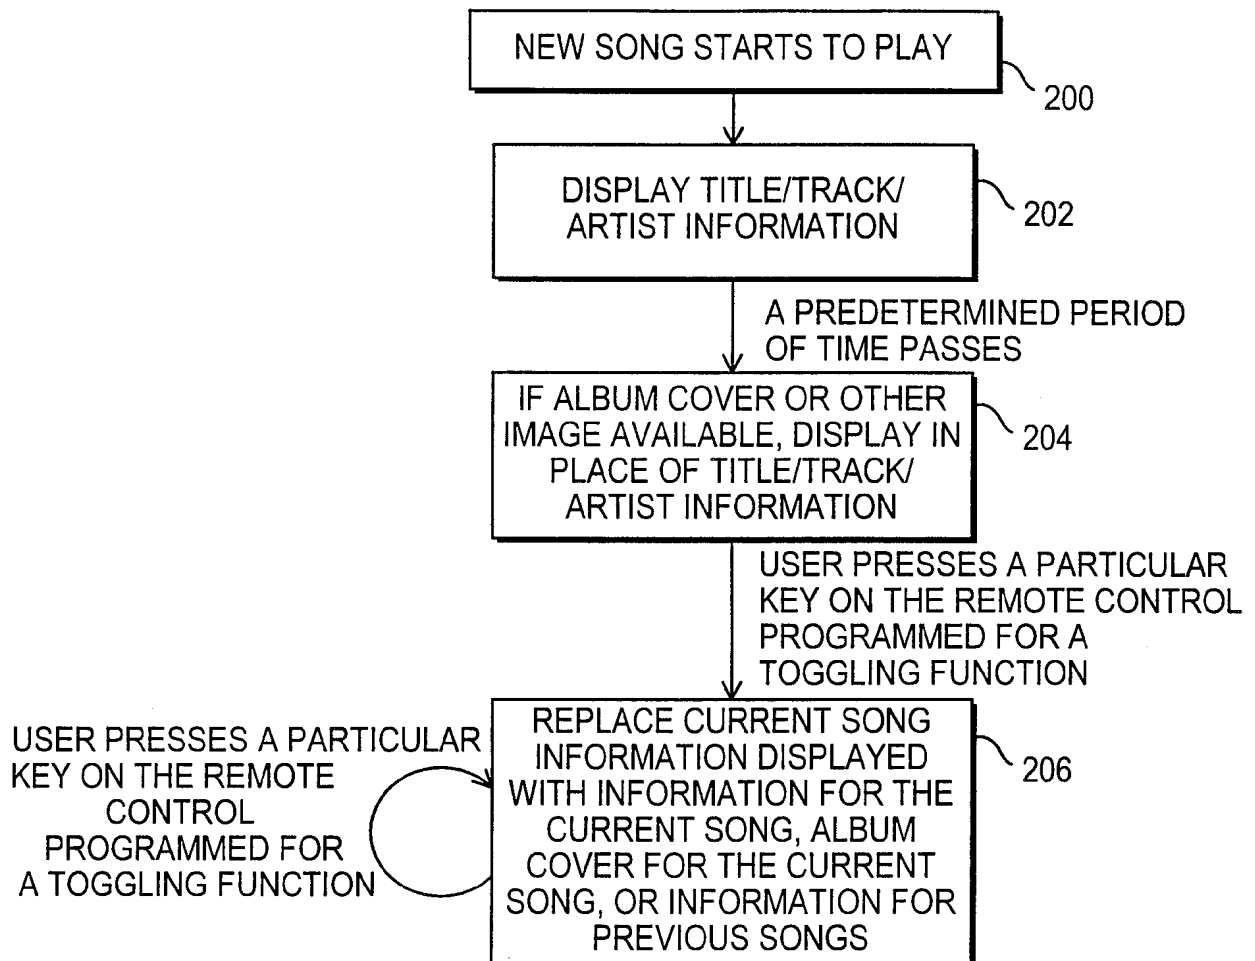 NEW SONG STARTS TO PLAY
200
DISPLAY TITLE/TRACK/
ARTIST INFORMATION
202
A PREDETERMINED PERIOD
OF TIME PASSES
IF ALBUM COVER OR OTHER
IMAGE AVAILABLE, DISPLAY IN
PLACE OF TITLE/TRACK/
ARTIST INFORMATION
204
USER PRESSES A PARTICULAR
KEY ON THE REMOTE CONTROL
PROGRAMMED FOR A
TOGGLING FUNCTION
USER PRESSES A PARTICULAR
KEY ON THE REMOTE
CONTROL
PROGRAMMED FOR
A TOGGLING FUNCTION
REPLACE CURRENT SONG
INFORMATION DISPLAYED
WITH INFORMATION FOR THE
CURRENT SONG, ALBUM
COVER FOR THE CURRENT
SONG, OR INFORMATION FOR
PREVIOUS SONGS
206